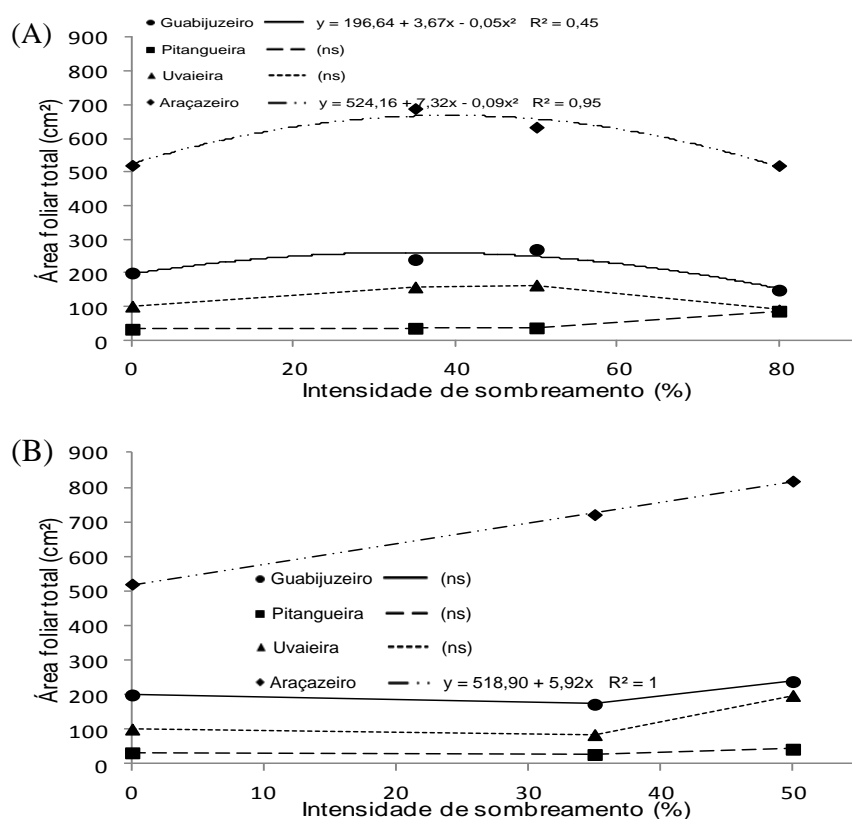 (A)
Guabijuzeiro y = 196,64 + 3,67x - 0,05x² R² = 0,45
Pitangueira (ns)
Uvaieira (ns)
Araçazeiro y = 524,16 + 7,32x - 0,09x² R² = 0,95
Área foliar total (cm²)
900
800
700
600
500
400
300
200
100
0
0 20 40 60 80
Intensidade de sombreamento (%)
(B)
Área foliar total (cm²)
900
800
700
600
500
400
300
200
100
0
Guabijuzeiro (ns)
Pitangueira (ns)
Uvaieira (ns)
Araçazeiro y = 518,90 + 5,92x R² = 1
0 10 20 30 40 50
Intensidade de sombreamento (%)